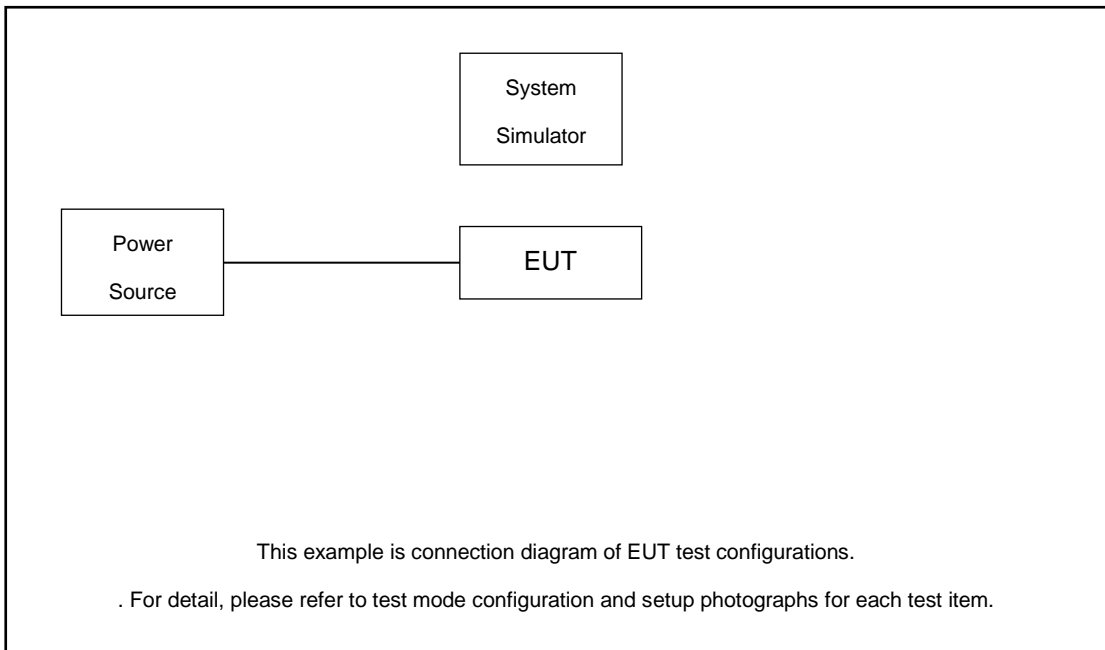 System
Simulator
Power
Source
EUT
This example is connection diagram of EUT test configurations.
. For detail, please refer to test mode configuration and setup photographs for each test item.